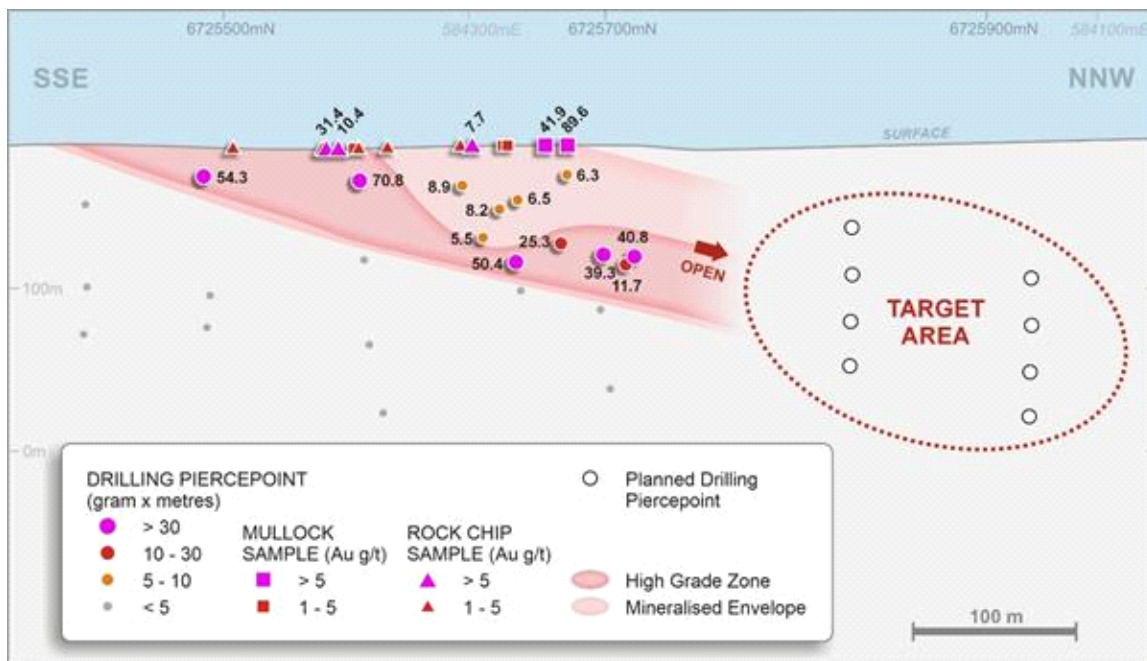 6725500mN 584300mE 6725700mN 6725900mN 584100mE
SSE NNW
31.4 10.4 7.7 41.9 89.6
SURFACE
54.3 70.8 8.9 6.3
8.2 6.5
5.5 25.3 40.8
50.4 39.3 OPEN
11.7
100m
TARGET
AREA
0m
DRILLING PIERCEPOINT
(gram x metres)
> 30
10 - 30
5 - 10
< 5
MULLOCK
SAMPLE (Au g/t)
> 5
1 - 5
ROCK CHIP
SAMPLE (Au g/t)
> 5
1 - 5
Planned Drilling
Piercepoint
High Grade Zone
Mineralised Envelope
100 m